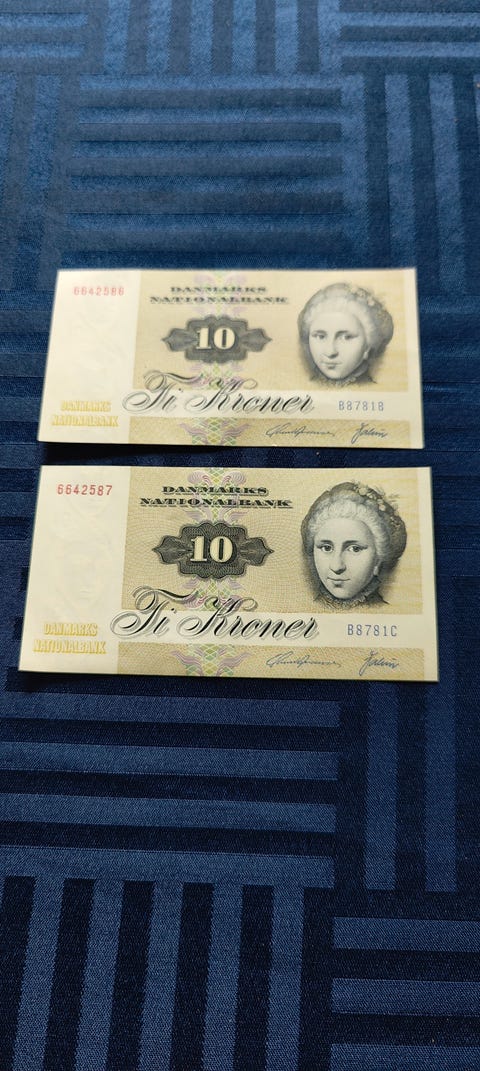 6642586
DANMARKS
NATIONALBANK
10
Ti Kroner
B8781B
DANMARKS
NATIONALBANK
6642587
DANMARKS
NATIONALBANK
10
Ti Kroner
B8781C
DANMARKS
NATIONALBANK